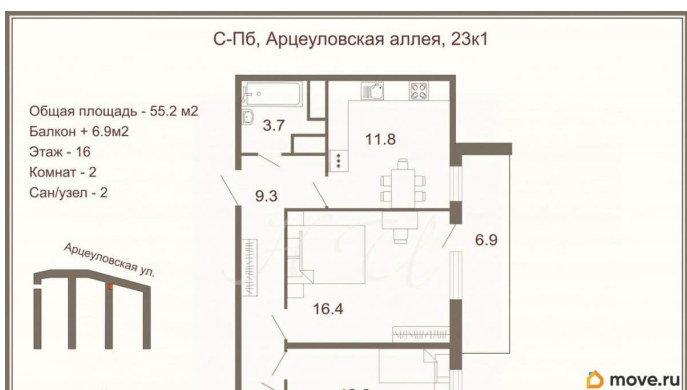 С-Пб, Арцеуловская аллея, 23к1
Общая площадь - 55.2 м2
Балкон + 6.9м2
Этаж - 16
Комнат - 2
Сан/узел - 2
Арцеуловская ул.
3.7
11.8
9.3
6.9
16.4
move.ru